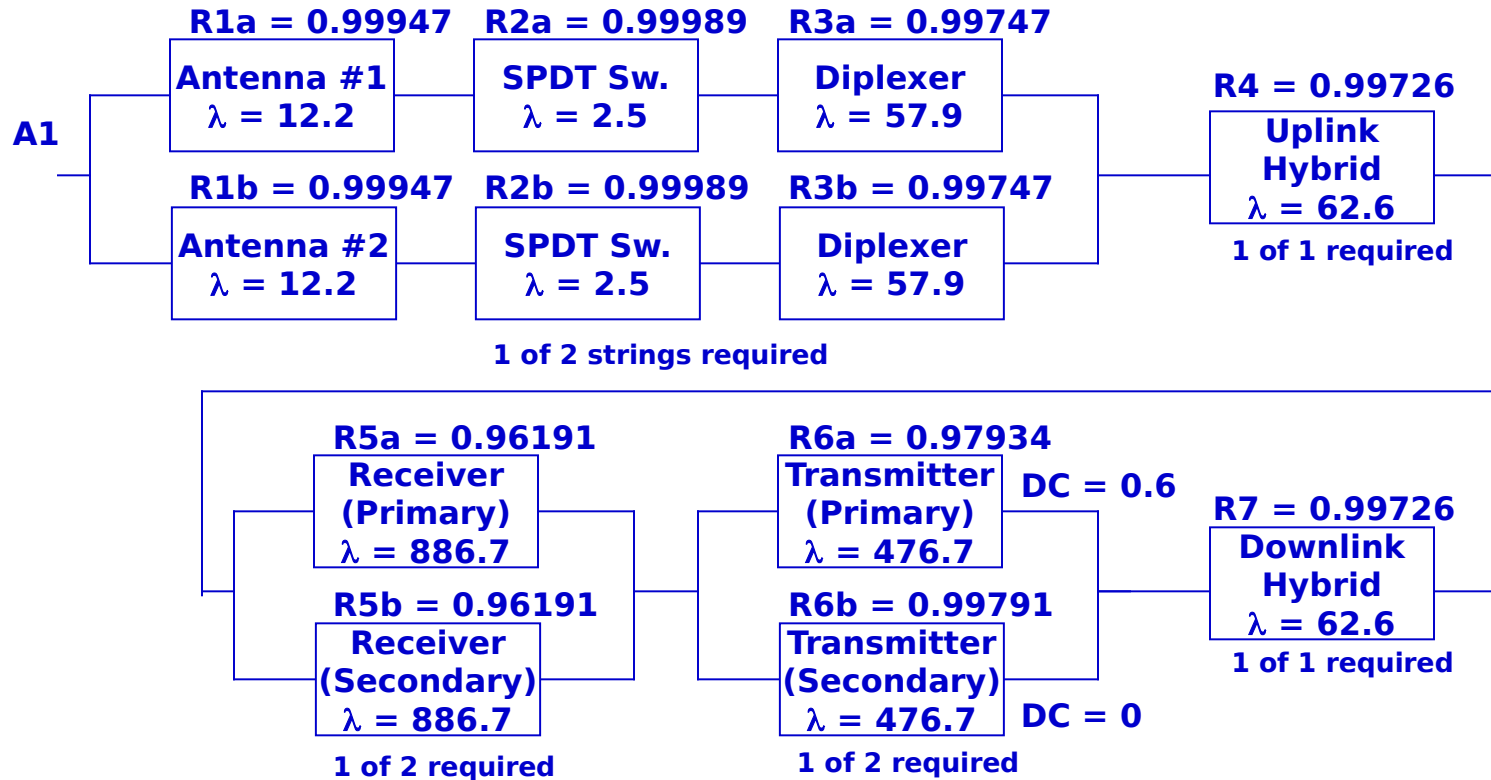 R1a = 0.99947 R2a = 0.99989 R3a = 0.99747
Antenna #1
λ = 12.2
SPDT Sw.
λ = 2.5
Diplexer
λ = 57.9
R4 = 0.99726
Uplink
Hybrid
λ = 62.6
1 of 1 required
A1
R1b = 0.99947 R2b = 0.99989 R3b = 0.99747
Antenna #2
λ = 12.2
SPDT Sw.
λ = 2.5
Diplexer
λ = 57.9
1 of 2 strings required
R5a = 0.96191
Receiver
(Primary)
λ = 886.7
R5b = 0.96191
Receiver
(Secondary)
λ = 886.7
1 of 2 required
R6a = 0.97934
Transmitter
(Primary)
λ = 476.7
DC = 0.6
R6b = 0.99791
Transmitter
(Secondary)
λ = 476.7
DC = 0
1 of 2 required
R7 = 0.99726
Downlink
Hybrid
λ = 62.6
1 of 1 required